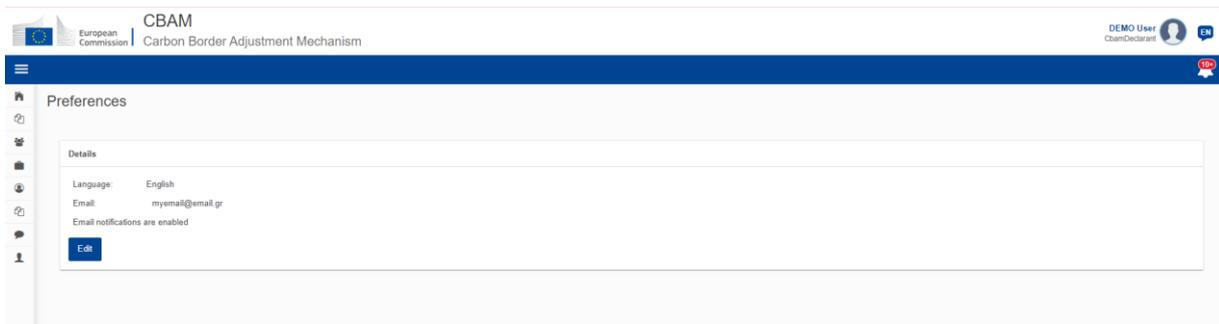 European
Commission
CBAM
Carbon Border Adjustment Mechanism
DEMO User
CbamDeclarant
EN
10+
Preferences
Details
Language: English
Email: myemail@email.gr
Email notifications are enabled
Edit